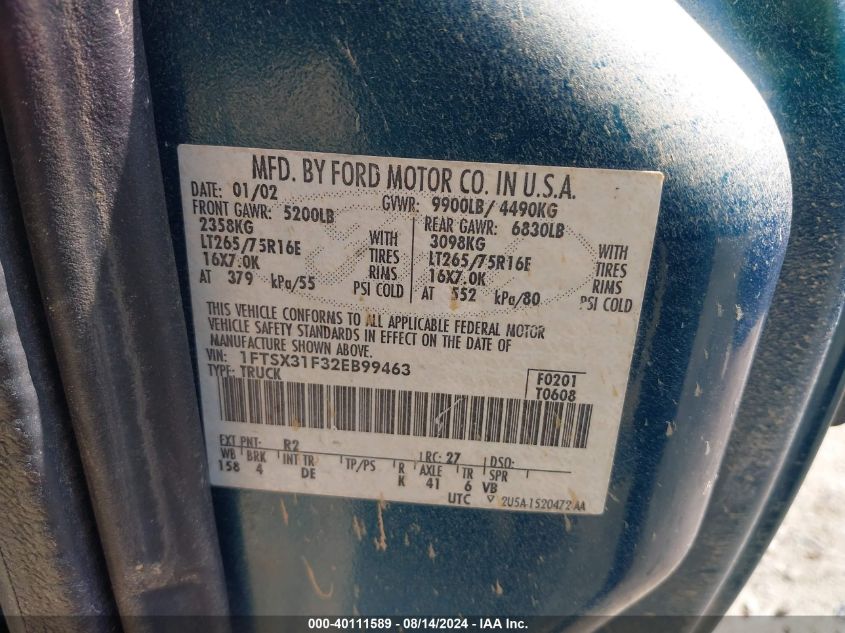 MFD. BY FORD MOTOR CO. IN U.S.A.
DATE: 01/02 GVWR: 9900LB/ 4490KG
FRONT GAWR: 5200LB REAR GAWR: 6830LB
2358KG WITH 3098KG WITH
LT265/75R16E TIRES LT265/75R16E TIRES
16X7.0K RIMS 16X7.0K RIMS
AT 379 kPa/55 PSI COLD AT 552 kPa/80 PSI COLD
THIS VEHICLE CONFORMS TO ALL APPLICABLE FEDERAL MOTOR
VEHICLE SAFETY STANDARDS IN EFFECT ON THE DATE OF
MANUFACTURE SHOWN ABOVE.
VIN: 1FTSX31F32EB99463
TYPE: TRUCK F0201
T0608
EXT PNT: R2 RC: 27 DSO:
WB BRK INT TR TP/PS R AXLE TR SPR
158 4 DE K 41 6 VB
UTC 2U5A-1520472-AA
000-40111589 - 08/14/2024 - IAA Inc.